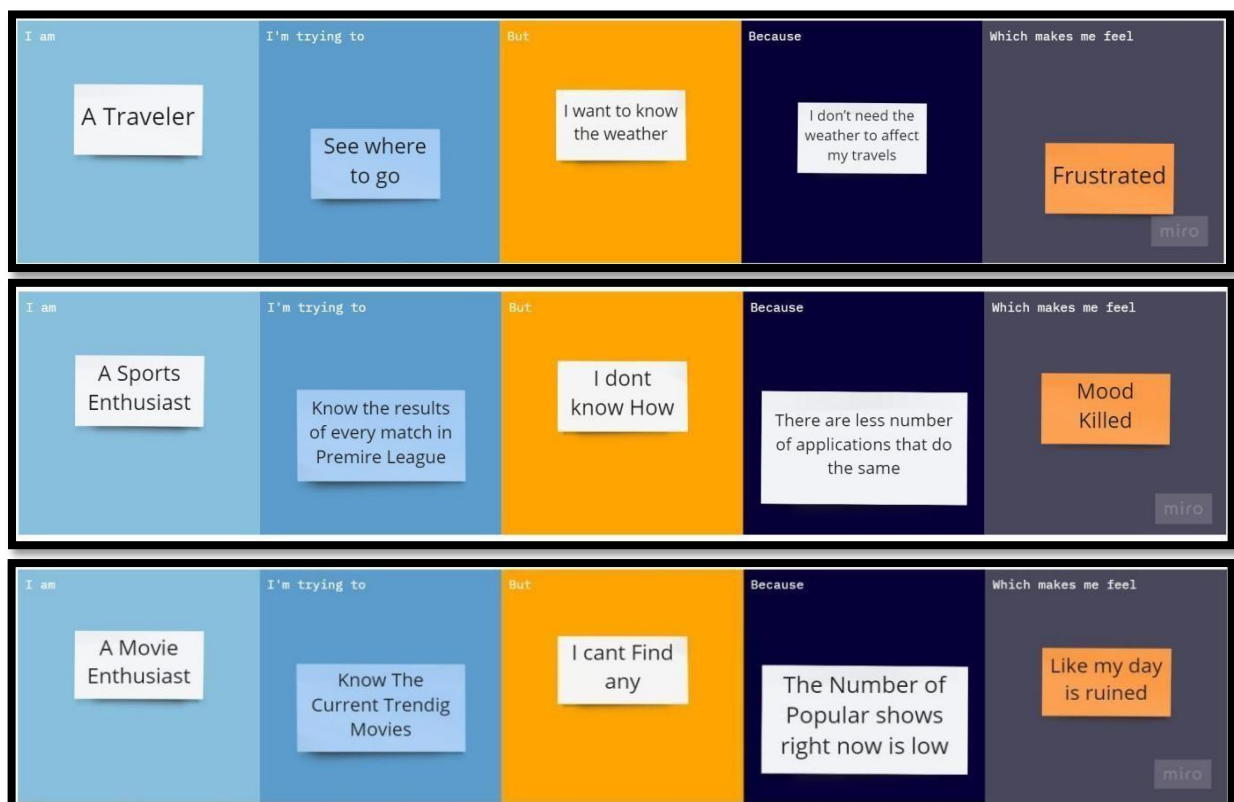 I am
I'm trying to
But
Because
Which makes me feel
A Traveler
See where
to go
I want to know
the weather
I don't need the
weather to affect
my travels
Frustrated
miro
I am
I'm trying to
But
Because
Which makes me feel
A Sports
Enthusiast
Know the results
of every match in
Premire League
I dont
know How
There are less number
of applications that do
the same
Mood
Killed
miro
I am
I'm trying to
But
Because
Which makes me feel
A Movie
Enthusiast
Know The
Current Trendig
Movies
I cant Find
any
The Number of
Popular shows
right now is low
Like my day
is ruined
miro